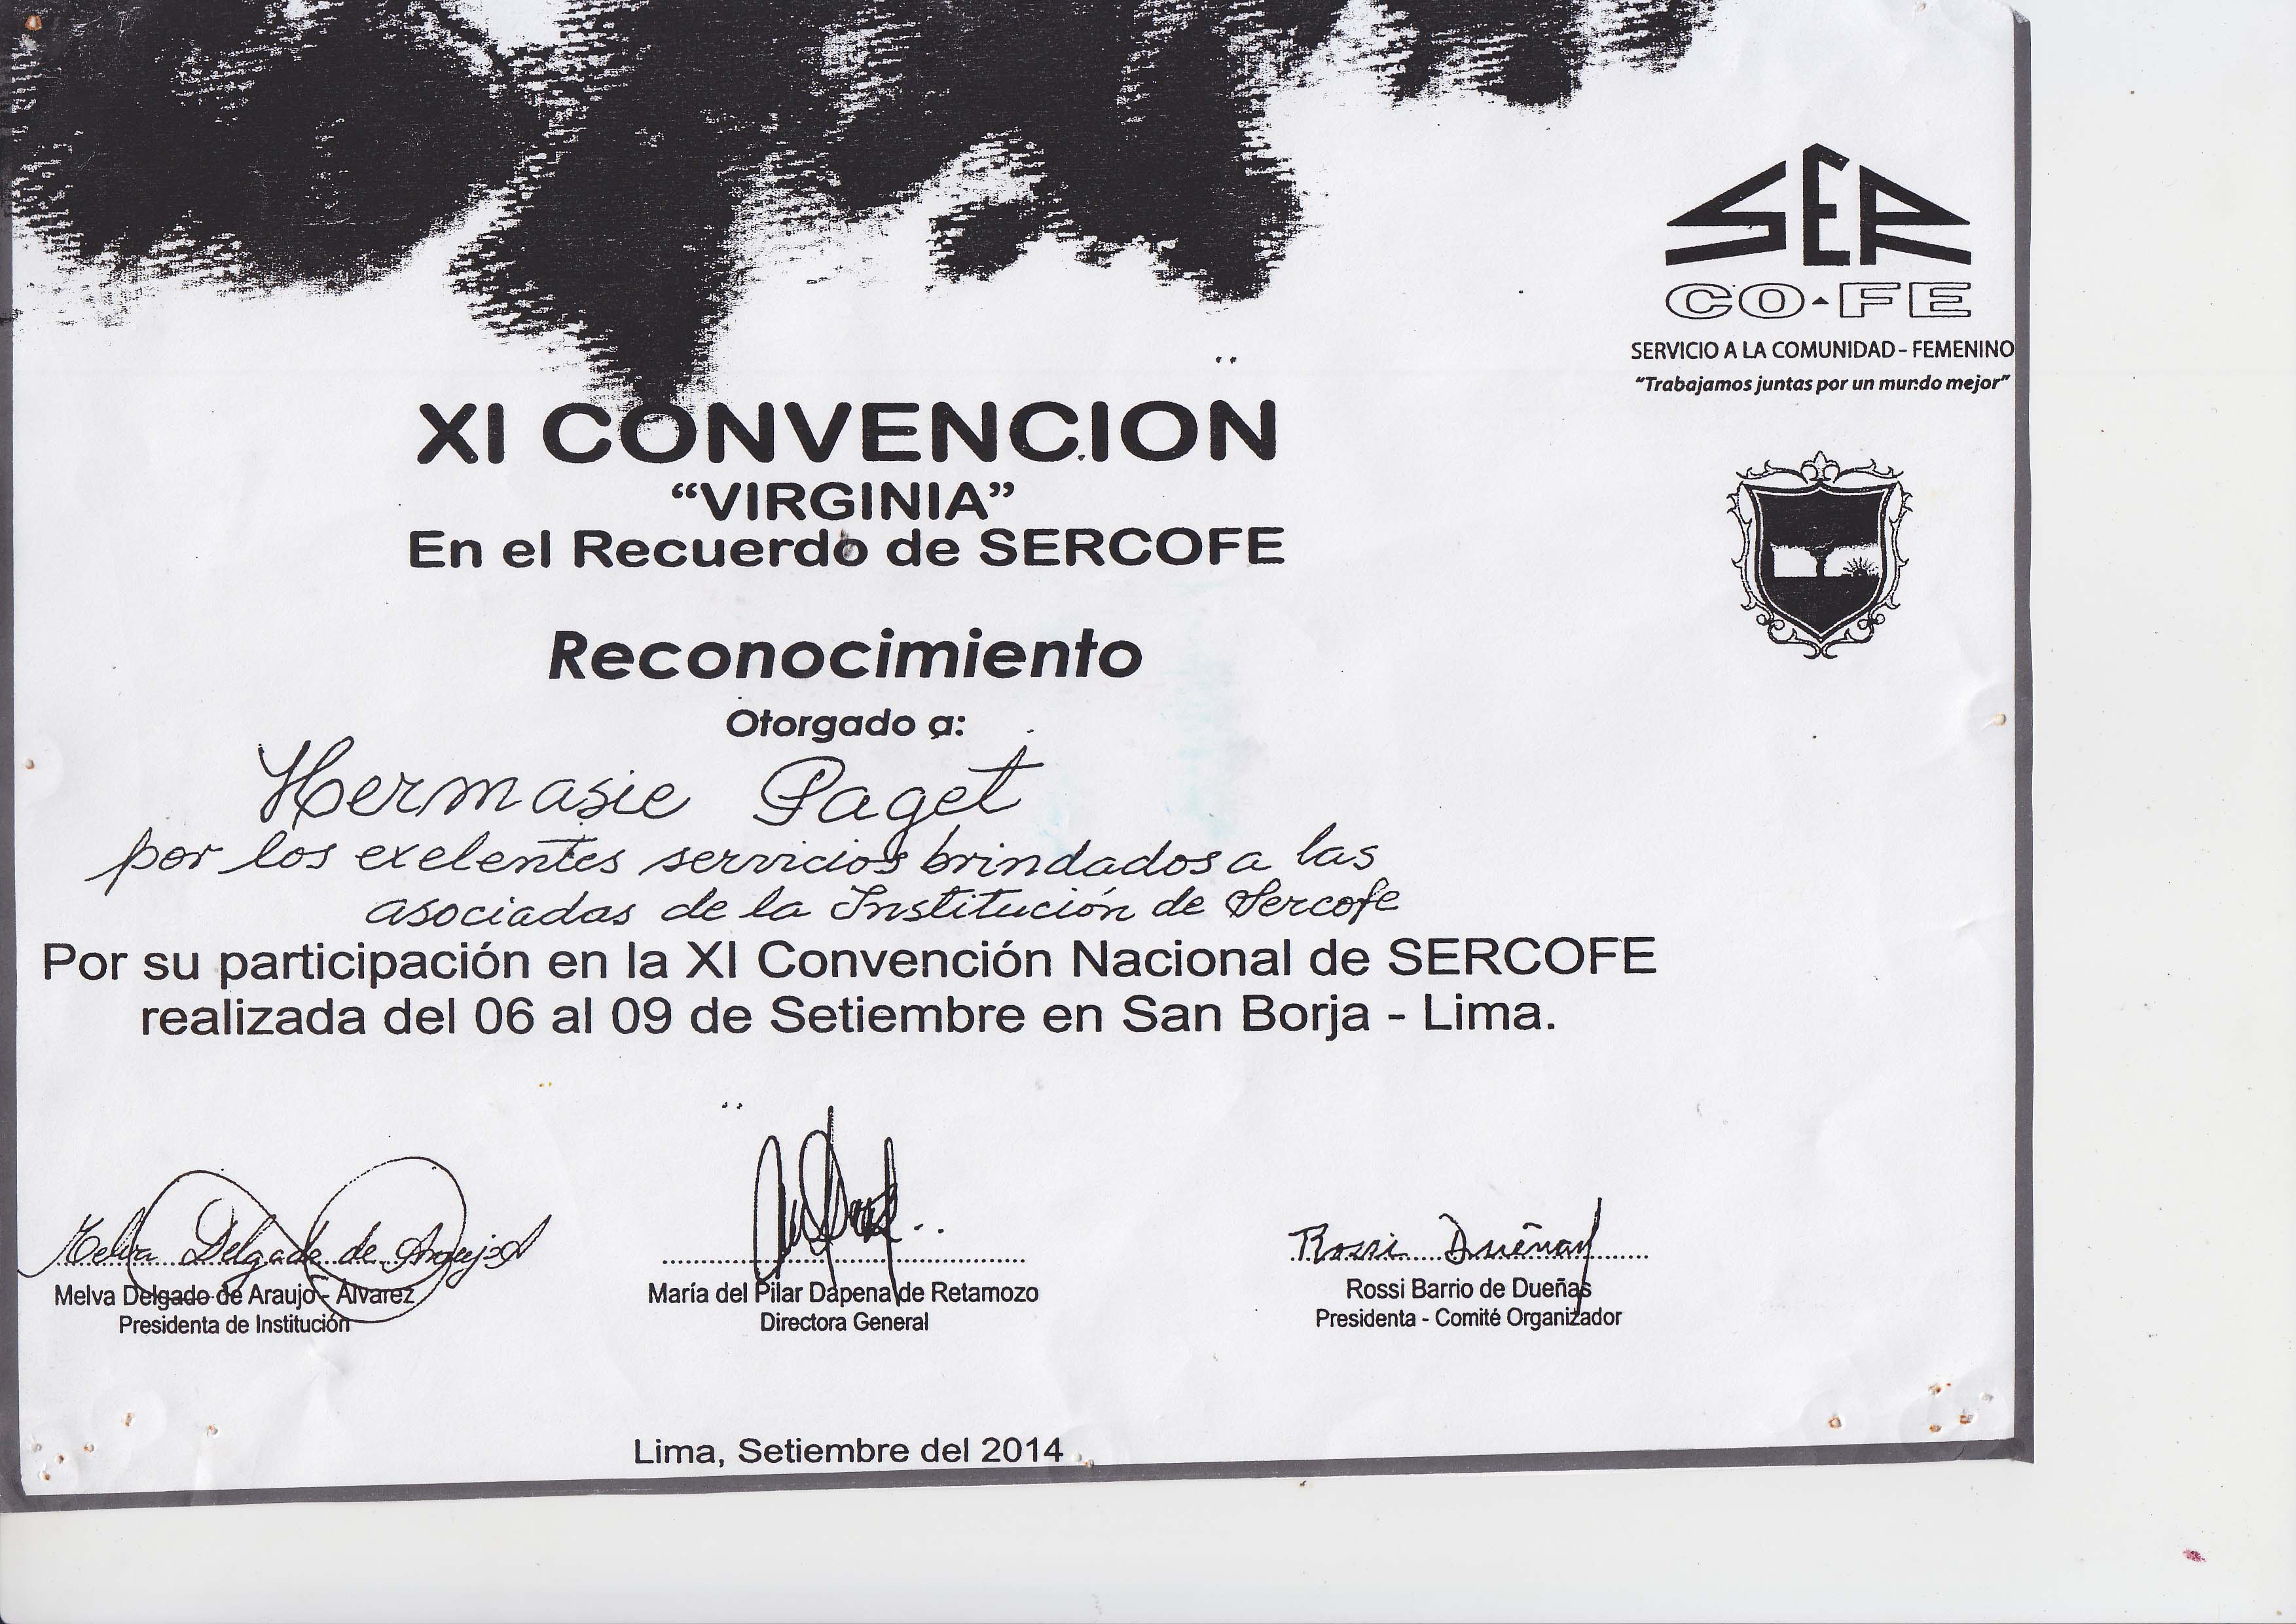 SER
CO-FE
SERVICIO A LA COMUNIDAD - FEMENINO
"Trabajamos juntas por un mundo mejor"
XI CONVENCION
"VIRGINIA"
En el Recuerdo de SERCOFE
Reconocimiento
Otorgado a:
Hermasie Paget
por los exelentes servicios brindados a las
asociadas de la Institución de Sercofe
Por su participación en la XI Convención Nacional de SERCOFE
realizada del 06 al 09 de Setiembre en San Borja - Lima.
Melva Delgado de Araujo A
Rossi Dueñas
Melva Delgado de Araujo - Alvarez
Presidenta de Institución
María del Pilar Dapena de Retamozo
Directora General
Rossi Barrio de Dueñas
Presidenta - Comité Organizador
Lima, Setiembre del 2014